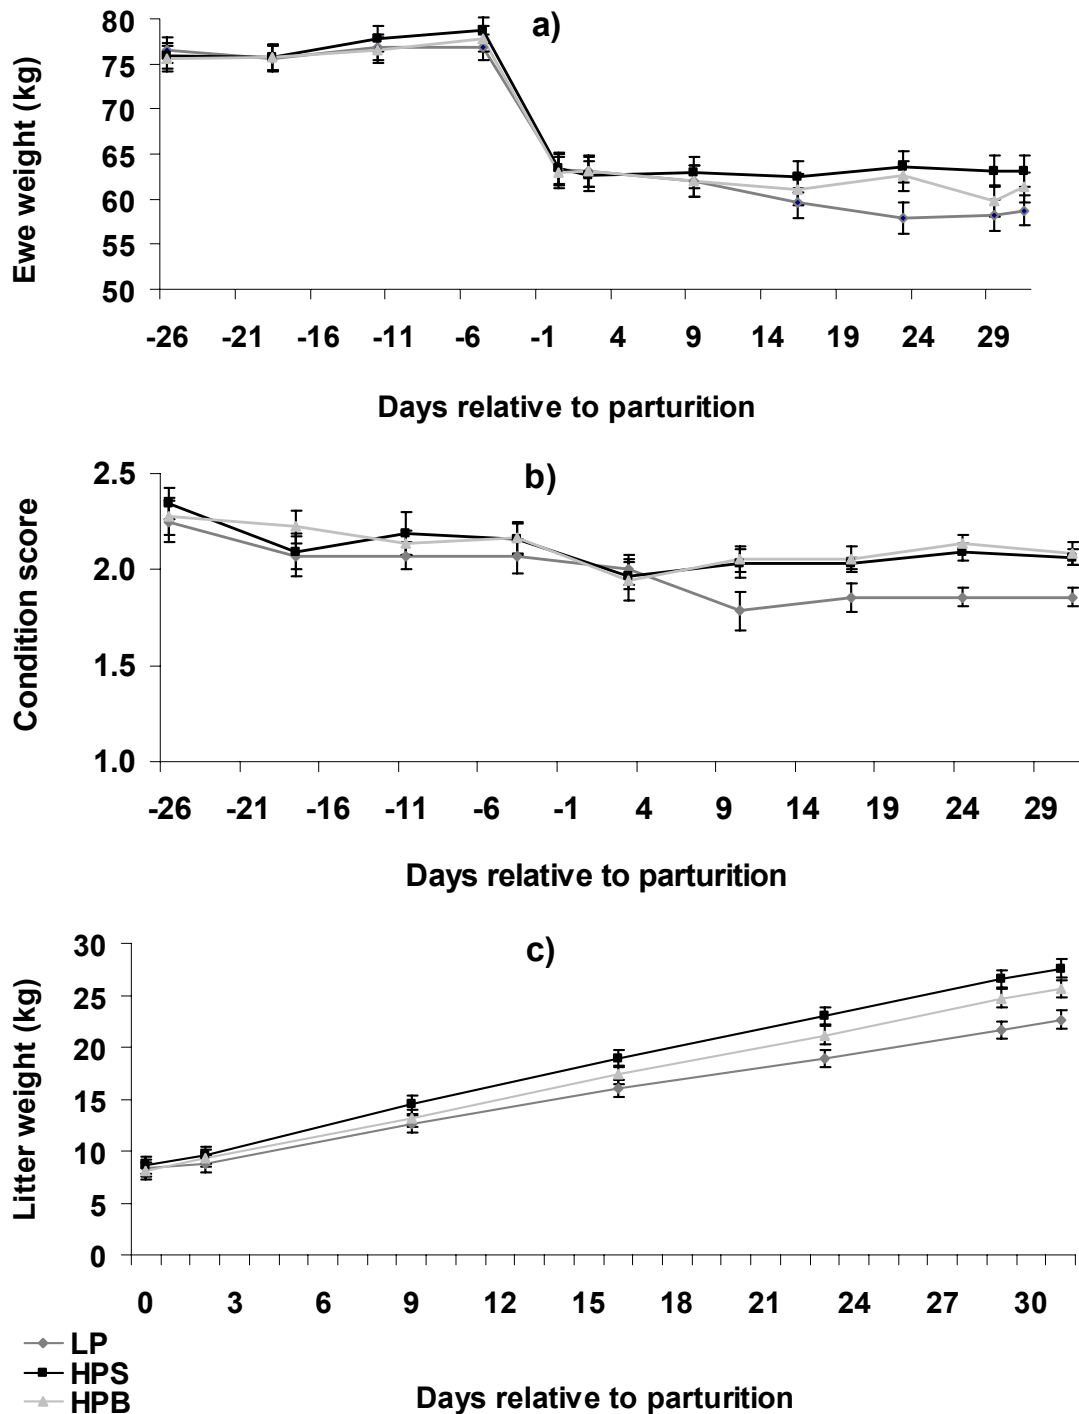 a)
Ewe weight (kg)
80
75
70
65
60
55
50
-26 -21 -16 -11 -6 -1 4 9 14 19 24 29
Days relative to parturition
b)
Condition score
2.5
2.0
1.5
1.0
-26 -21 -16 -11 -6 -1 4 9 14 19 24 29
Days relative to parturition
c)
Litter weight (kg)
30
25
20
15
10
5
0
0 3 6 9 12 15 18 21 24 27 30
LP
HPS
HPB
Days relative to parturition